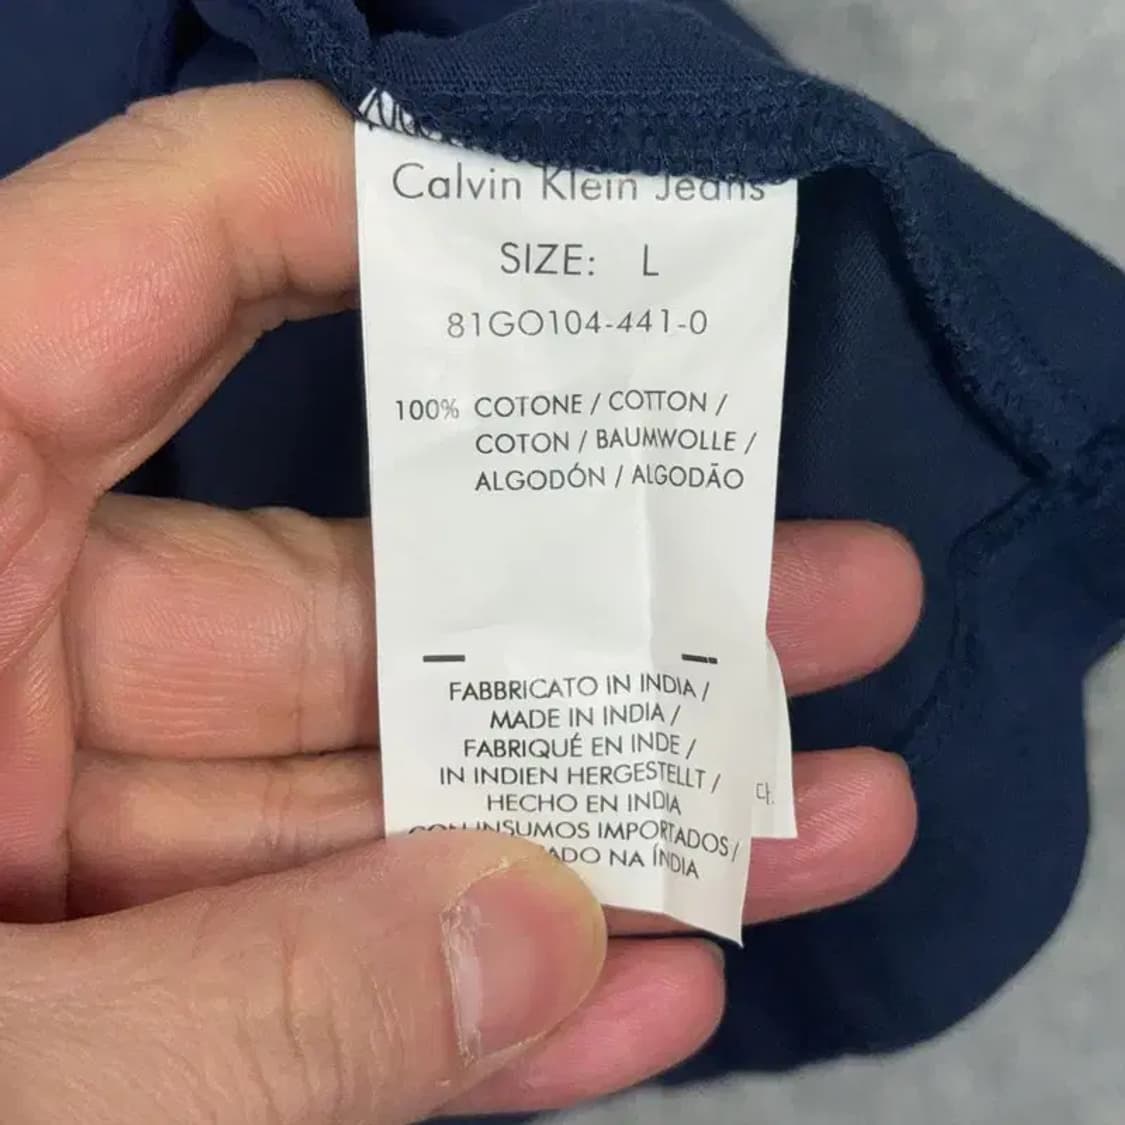 Calvin Klein Jeans
SIZE: L
81GO104-441-0
100% COTONE / COTTON /
COTON / BAUMWOLLE /
ALGODÓN / ALGODÃO
FABBRICATO IN INDIA /
MADE IN INDIA /
FABRIQUÉ EN INDE /
IN INDIEN HERGESTELLT /
HECHO EN INDIA
CON INSUMOS IMPORTADOS /
NA ÍNDIA